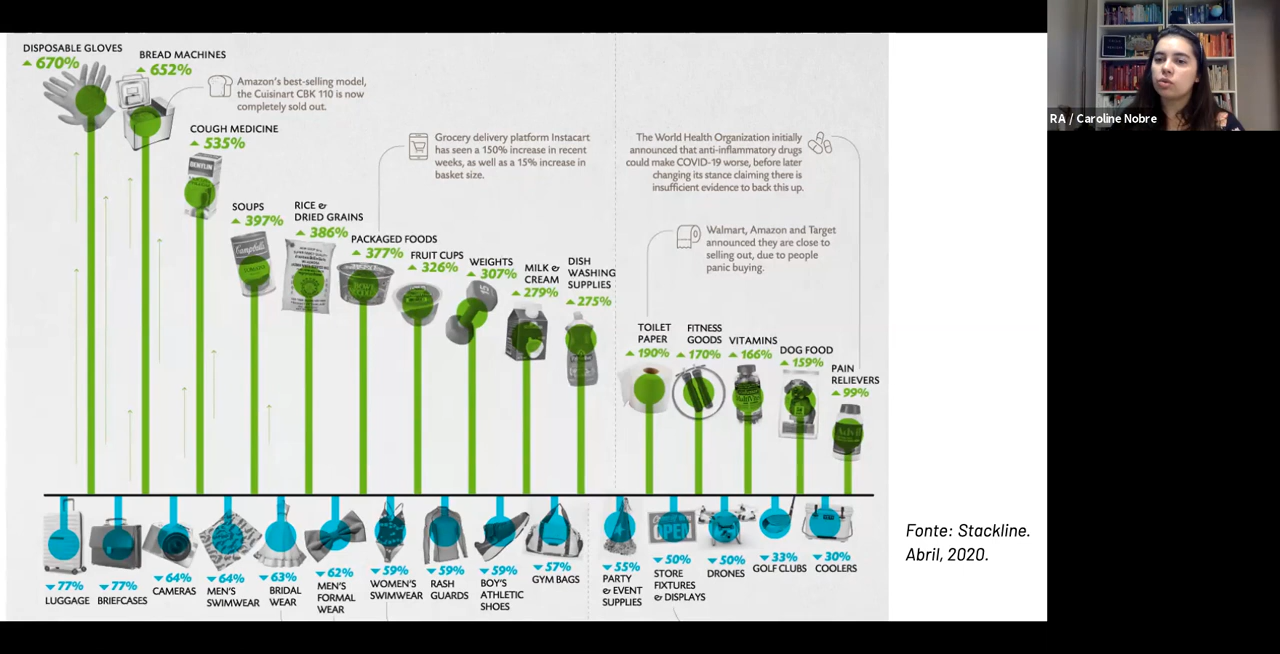 DISPOSABLE GLOVES
670%
BREAD MACHINES
652%
Amazon's best-selling model,
the Cuisinart CBK 110 is now
completely sold out.
COUGH MEDICINE
535%
BENYLIN
SOUPS
397%
Campbell's
RICE &
DRIED GRAINS
386%
PACKAGED FOODS
377%
FRUIT CUPS
326%
WEIGHTS
307%
MILK &
CREAM
279%
DISH
WASHING
SUPPLIES
275%
Grocery delivery platform Instacart
has seen a 150% increase in recent
weeks, as well as a 15% increase in
basket size.
The World Health Organization initially
announced that anti-inflammatory drugs
could make COVID-19 worse, before later
changing its stance claiming there is
insufficient evidence to back this up.
Walmart, Amazon and Target
announced they are close to
selling out, due to people
panic buying.
TOILET
PAPER
190%
FITNESS
GOODS
170%
VITAMINS
166%
DOG FOOD
159%
PAIN
RELIEVERS
99%
Advil
77%
LUGGAGE
77%
BRIEFCASES
64%
CAMERAS
64%
MEN'S
SWIMWEAR
63%
BRIDAL
WEAR
62%
MEN'S
FORMAL
WEAR
59%
WOMEN'S
SWIMWEAR
59%
RASH
GUARDS
59%
BOY'S
ATHLETIC
SHOES
57%
GYM BAGS
55%
PARTY
& EVENT
SUPPLIES
OPEN
50%
STORE
FIXTURES
& DISPLAYS
50%
DRONES
33%
GOLF CLUBS
30%
COOLERS
Fonte: Stackline.
Abril, 2020.
RA / Caroline Nobre